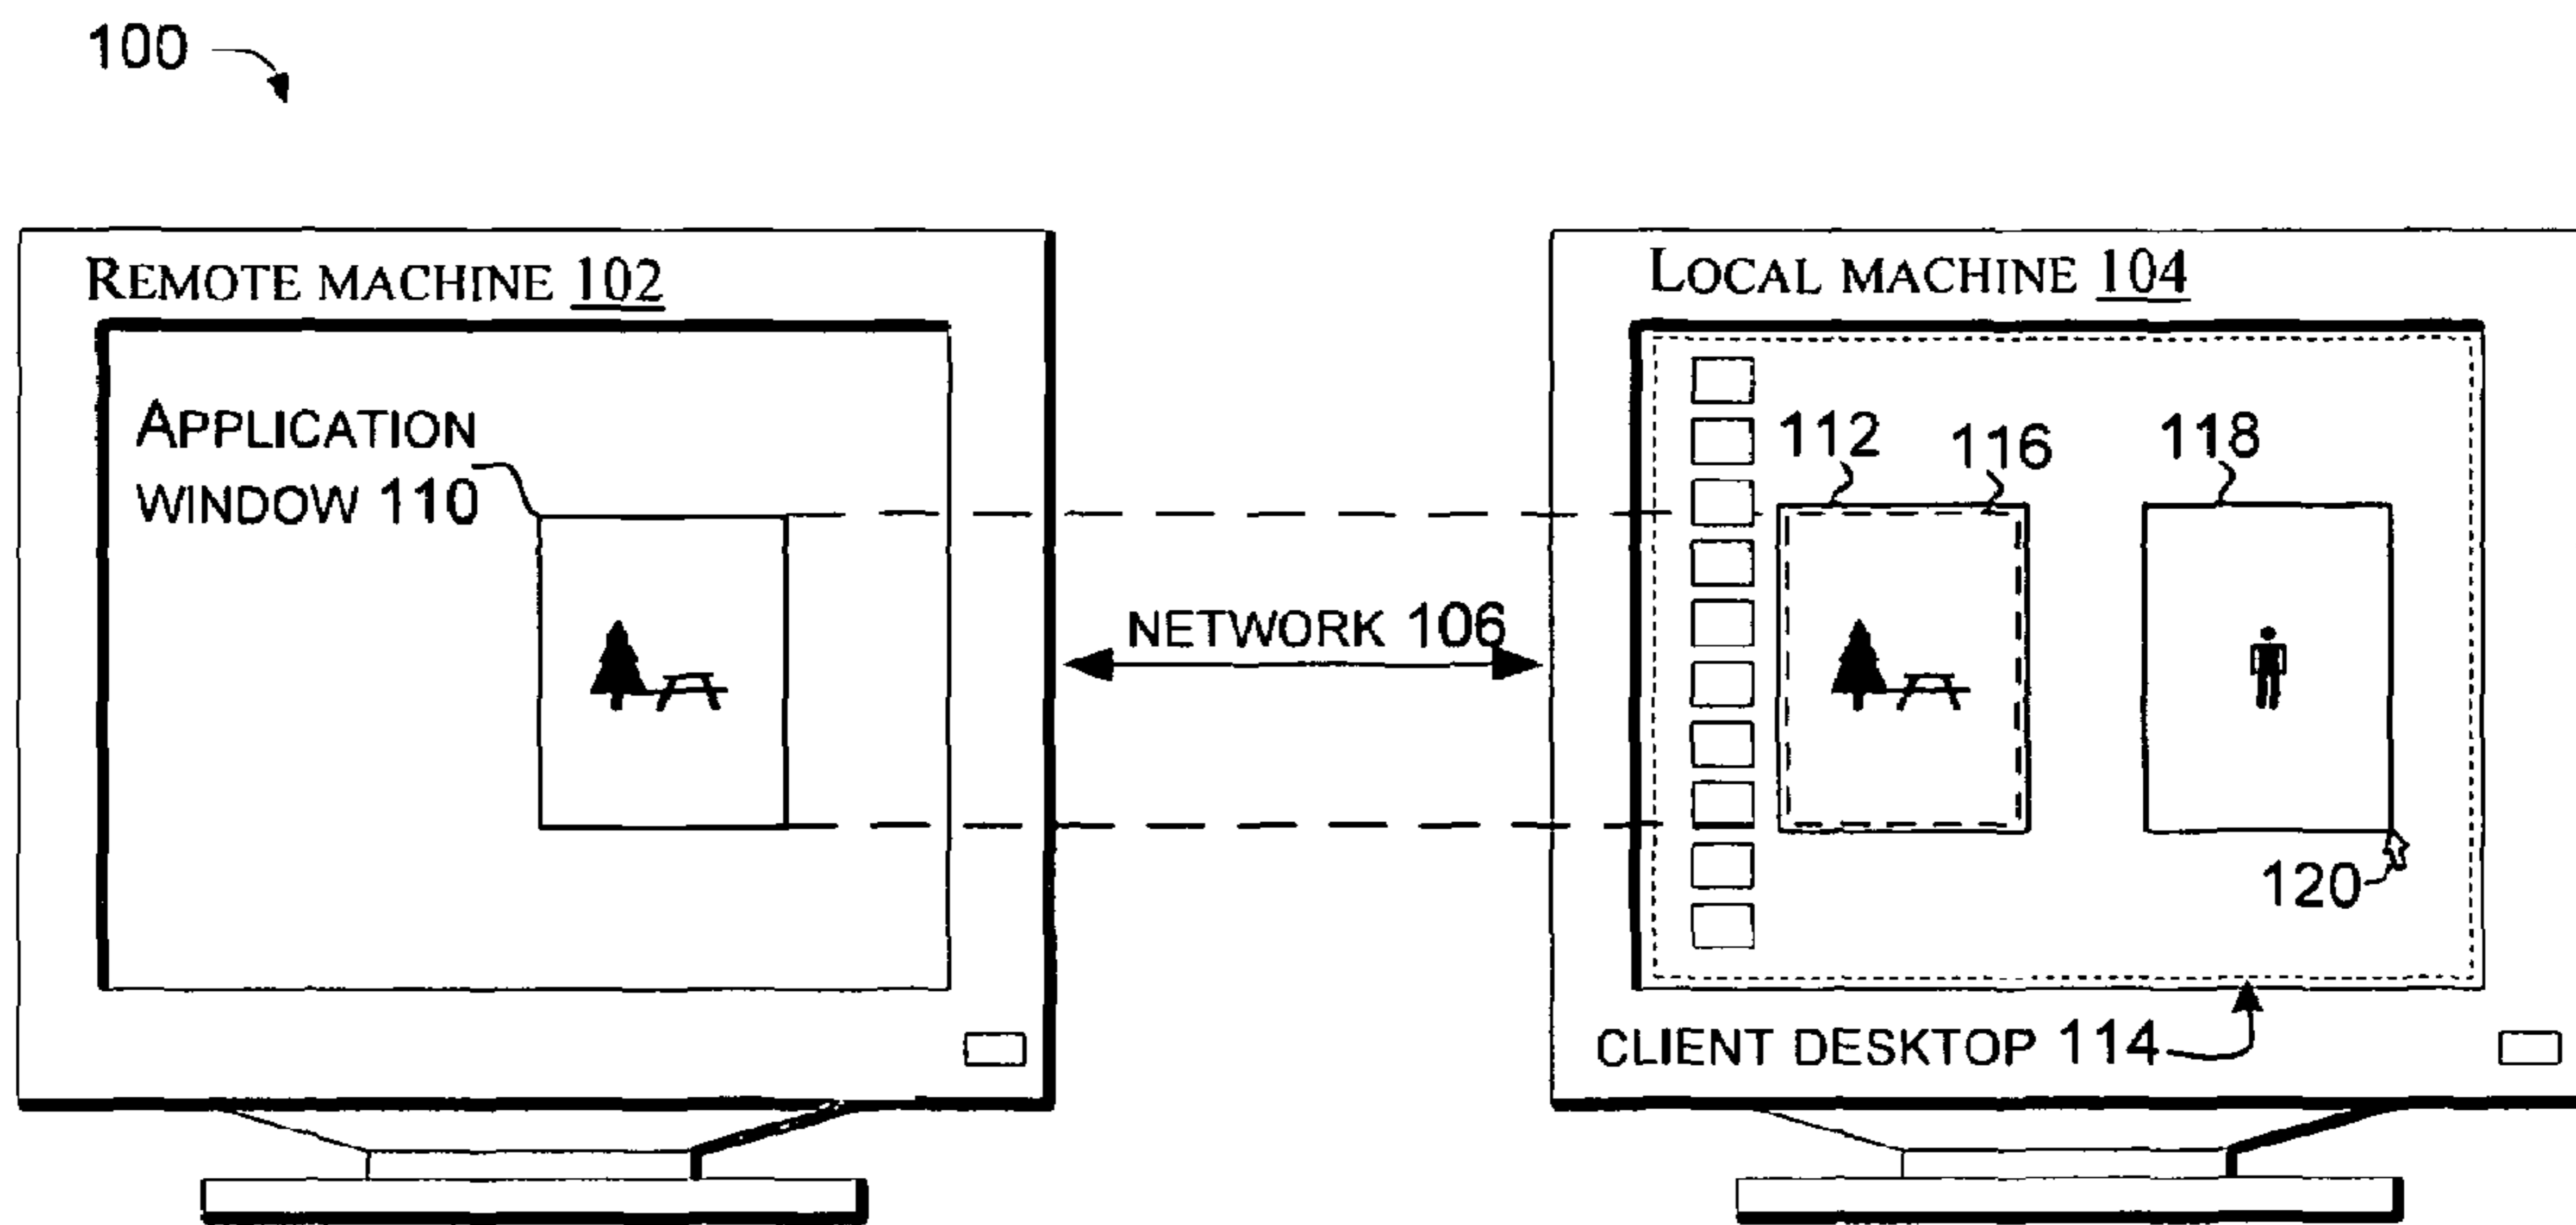 100
REMOTE MACHINE 102
APPLICATION
WINDOW 110
NETWORK 106
LOCAL MACHINE 104
112
116
118
120
CLIENT DESKTOP 114